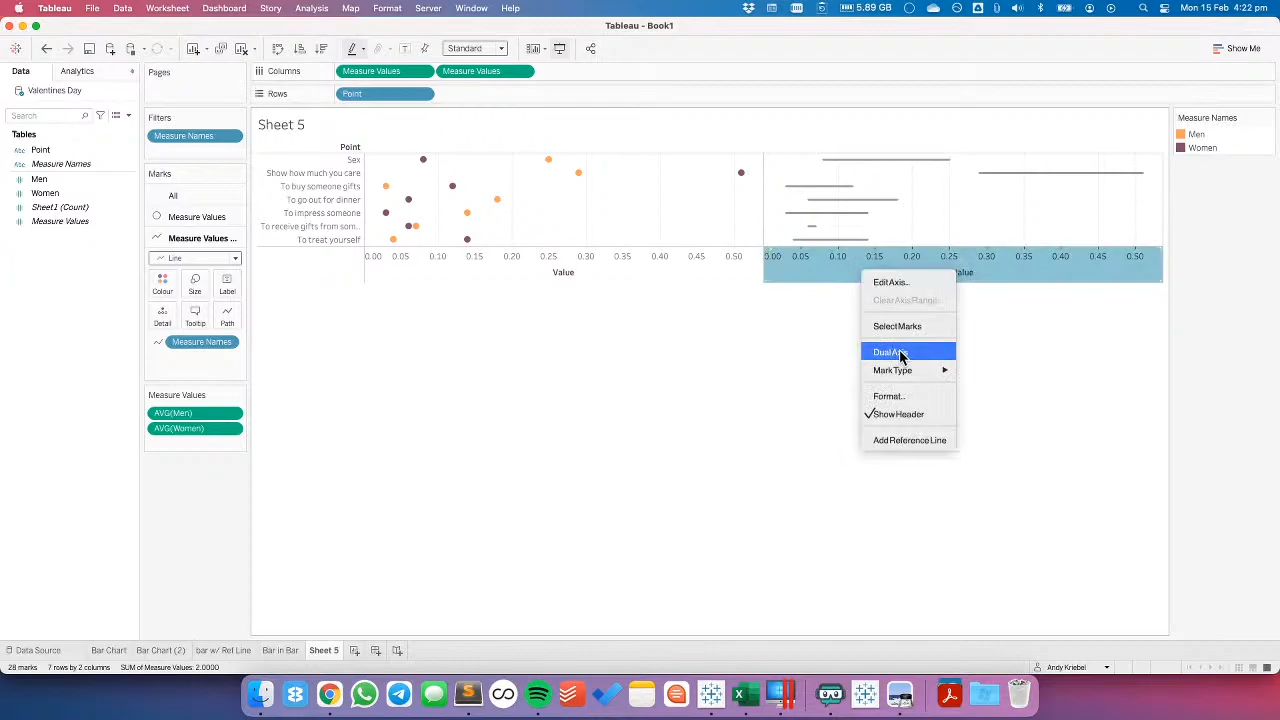 Tableau File Data Worksheet Dashboard Story Analysis Map Format Server Window Help 5.89 GB Mon 15 Feb 4:22 pm
Tableau - Book1
Standard Show Me
Data Analytics Pages Columns Measure Values Measure Values
Valentines Day Rows Point
Search Filters Sheet 5 Measure Names
Tables Measure Names Men
Abc Point Point Women
Abc Measure Names Sex
Men Marks Show how much you care
Women All To buy someone gifts
Sheet1 (Count) Measure Values To go out for dinner
Measure Values To impress someone
Measure Values ... To receive gifts from som..
Line To treat yourself
0.00 0.05 0.10 0.15 0.20 0.25 0.30 0.35 0.40 0.45 0.50 0.00 0.05 0.10 0.15 0.20 0.25 0.30 0.35 0.40 0.45 0.50
Value alue
Colour Size Label
Detail Tooltip Path
Measure Names
Edit Axis...
Clear Axis Range
Select Marks
Dual A
Mark Type
Format..
Show Header
Add Reference Line
Measure Values
AVG(Men)
AVG(Women)
Data Source Bar Chart Bar Chart (2) bar w/ Ref Line Bar in Bar Sheet 5
28 marks 7 rows by 2 columns SUM of Measure Values: 2.0000 Andy Kriebel